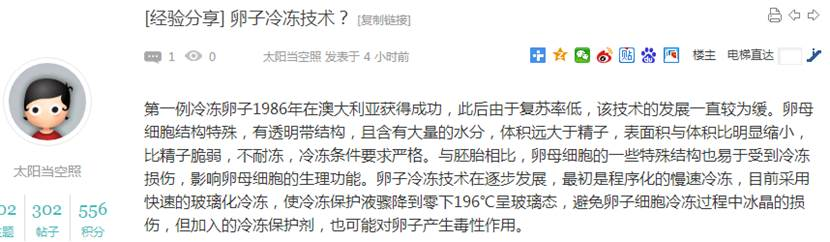 [经验分享] 卵子冷冻技术？ [复制链接]
1 0 太阳当空照 发表于 4 小时前 楼主 电梯直达
第一例冷冻卵子1986年在澳大利亚获得成功，此后由于复苏率低，该技术的发展一直较为缓。卵母
细胞结构特殊，有透明带结构，且含有大量的水分，体积远大于精子，表面积与体积比明显缩小，
比精子脆弱，不耐冻，冷冻条件要求严格。与胚胎相比，卵母细胞的一些特殊结构也易于受到冷冻
损伤，影响卵母细胞的生理功能。卵子冷冻技术在逐步发展，最初是程序化的慢速冷冻，目前采用
快速的玻璃化冷冻，使冷冻保护液骤降到零下196℃呈玻璃态，避免卵子细胞冷冻过程中冰晶的损
伤，但加入的冷冻保护剂，也可能对卵子产生毒性作用。
太阳当空照
02 302 556
主题 帖子 积分